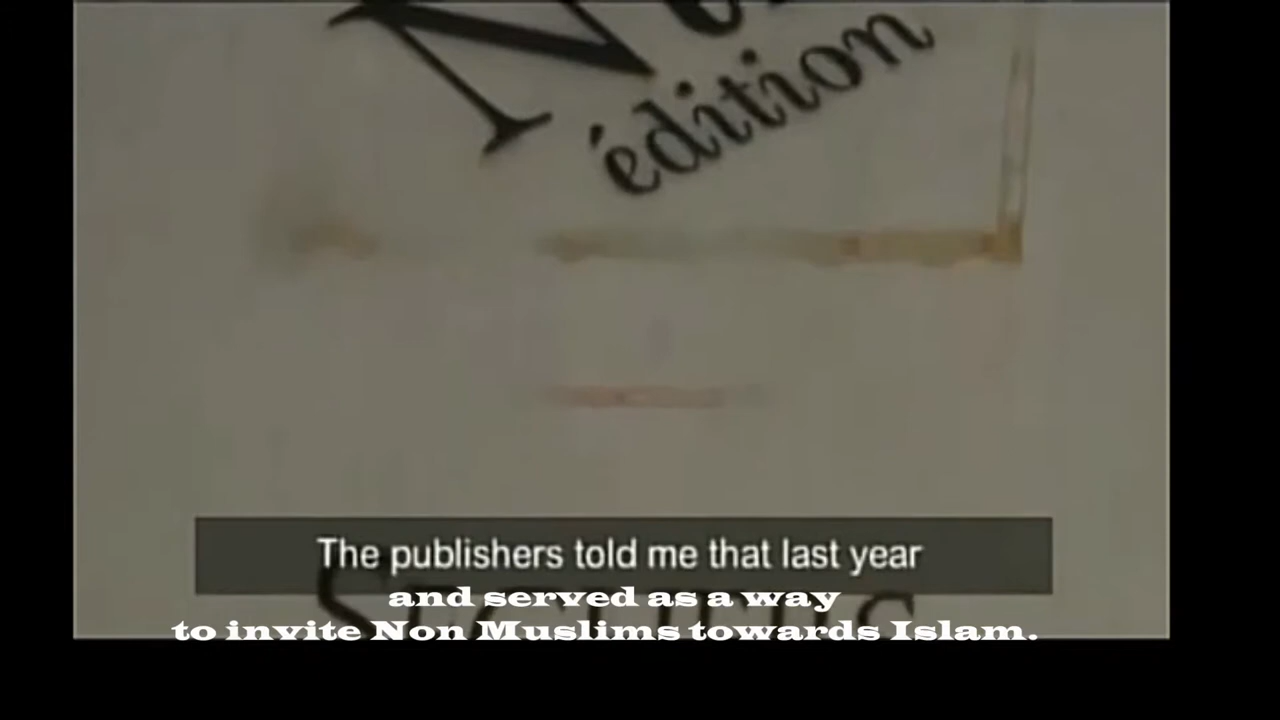 édition
The publishers told me that last year
and served as a way
to invite Non Muslims towards Islam.